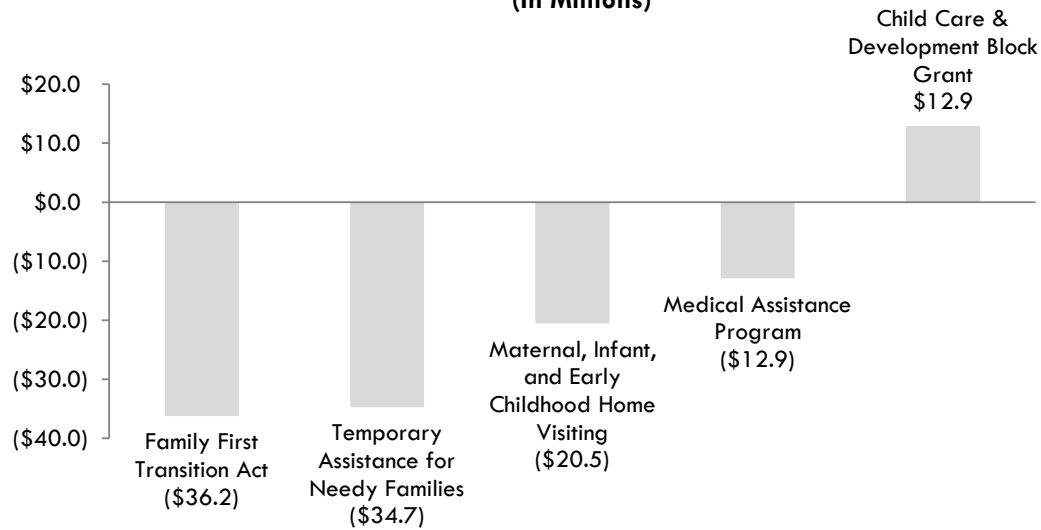 (In Millions)
Child Care &
Development Block
Grant
$12.9
$20.0
$10.0
$0.0
($10.0)
($20.0)
($30.0)
($40.0)
Family First
Transition Act
($36.2)
Temporary
Assistance for
Needy Families
($34.7)
Maternal, Infant,
and Early
Childhood Home
Visiting
($20.5)
Medical Assistance
Program
($12.9)